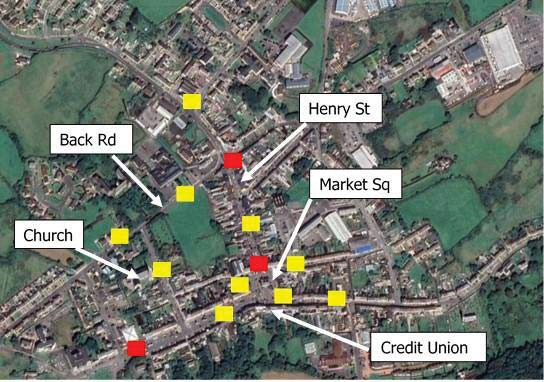 Henry St
Back Rd
Market Sq
Church
Credit Union